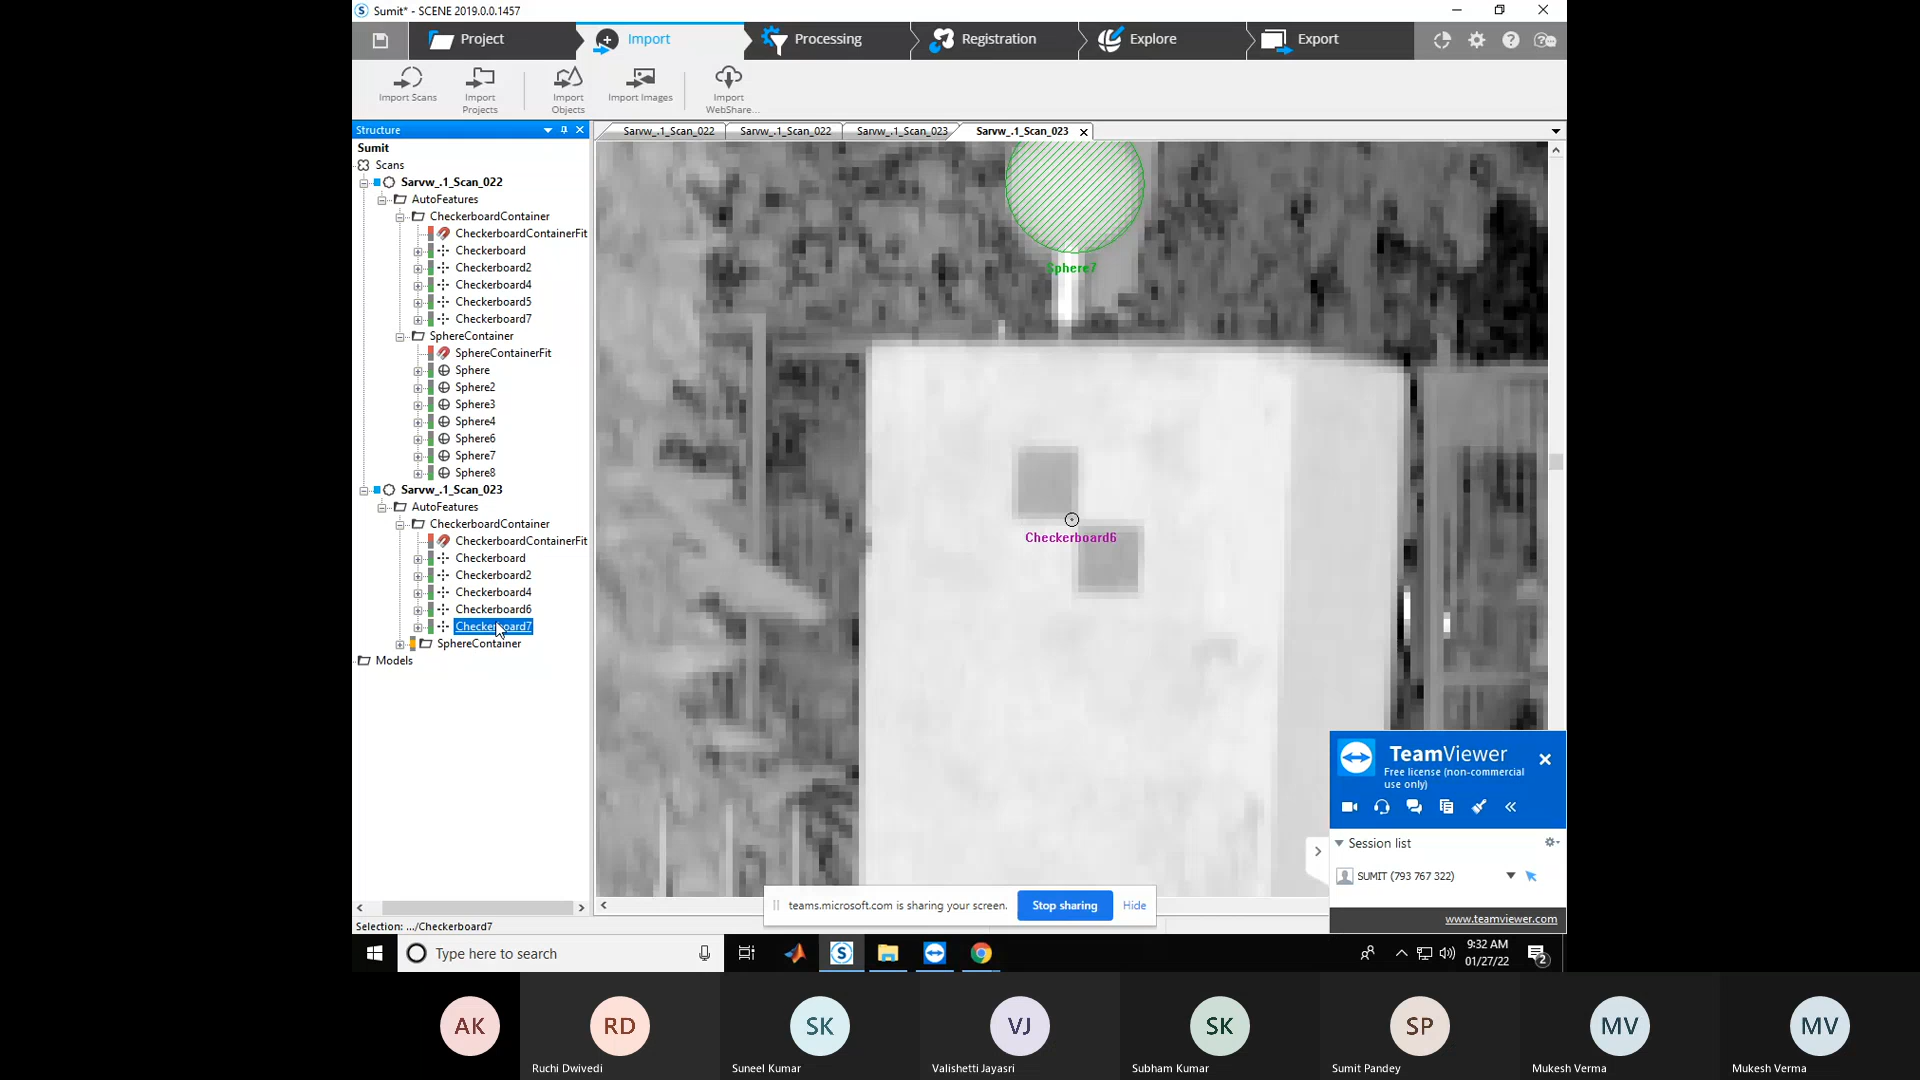 Sumit* - SCENE 2019.0.0.1457
Project
Import
Processing
Registration
Explore
Export
Import Scans
Import Projects
Import Objects
Import Images
Import WebShare...
Structure
Sarvw_.1_Scan_022
Sarvw_.1_Scan_022
Sarvw_.1_Scan_023
Sarvw_.1_Scan_023
Sumit
Scans
Sarvw_.1_Scan_022
AutoFeatures
CheckerboardContainer
CheckerboardContainerFit
Checkerboard
Checkerboard2
Checkerboard4
Checkerboard5
Checkerboard7
SphereContainer
SphereContainerFit
Sphere
Sphere2
Sphere3
Sphere4
Sphere6
Sphere7
Sphere8
Sarvw_.1_Scan_023
AutoFeatures
CheckerboardContainer
CheckerboardContainerFit
Checkerboard
Checkerboard2
Checkerboard4
Checkerboard6
Checkerboard7
SphereContainer
Models
Sphere7
Checkerboard6
TeamViewer
Free license (non-commercial
use only)
Session list
SUMIT (793 767 322)
www.teamviewer.com
teams.microsoft.com is sharing your screen.
Stop sharing
Hide
Selection: .../Checkerboard7
Type here to search
9:32 AM
01/27/22
2
AK
RD
SK
VJ
SK
SP
MV
MV
Ruchi Dwivedi
Suneel Kumar
Valishetti Jayasri
Subham Kumar
Sumit Pandey
Mukesh Verma
Mukesh Verma